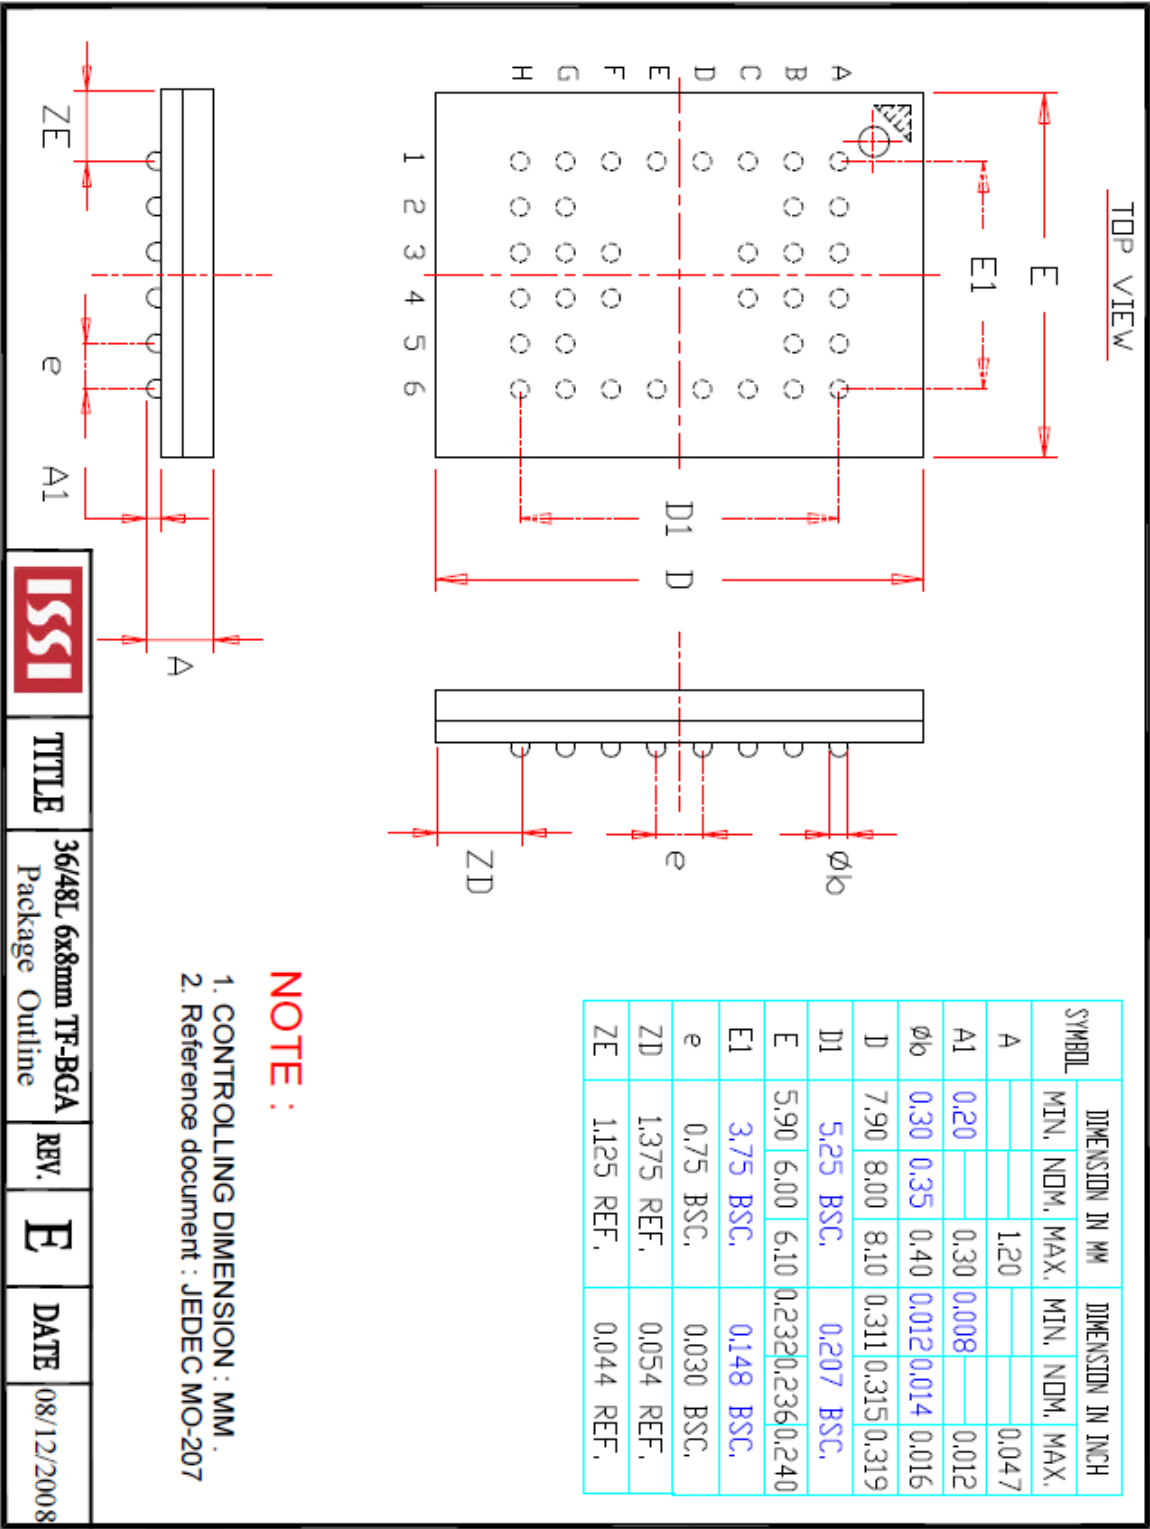 TOP VIEW
E
E1
A
B
C
D
E
F
G
H
1 2 3 4 5 6
D1
D
Øb
e
ZD
ZE
e
A1
A
SYMBOL DIMENSION IN MM DIMENSION IN INCH
MIN. NOM. MAX. MIN. NOM. MAX.
A 1.20 0.047
A1 0.20 0.30 0.008 0.012
Øb 0.30 0.35 0.40 0.012 0.014 0.016
D 7.90 8.00 8.10 0.311 0.315 0.319
D1 5.25 BSC. 0.207 BSC.
E 5.90 6.00 6.10 0.232 0.236 0.240
E1 3.75 BSC. 0.148 BSC.
e 0.75 BSC. 0.030 BSC.
ZD 1.375 REF. 0.054 REF.
ZE 1.125 REF. 0.044 REF.
NOTE :
1. CONTROLLING DIMENSION : MM .
2. Reference document : JEDEC MO-207
ISSI
TITLE
36/48L 6x8mm TF-BGA
Package Outline
REV.
E
DATE
08/12/2008